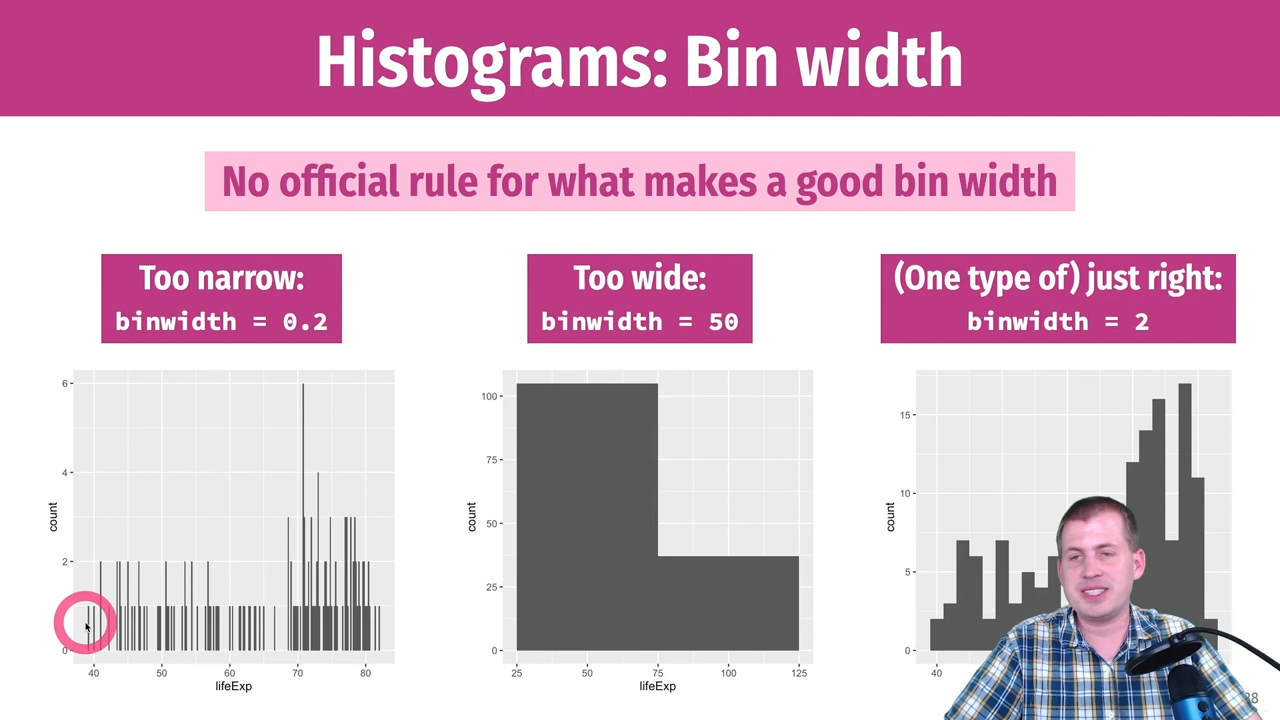 Histograms: Bin width
No official rule for what makes a good bin width
Too narrow:
binwidth = 0.2
Too wide:
binwidth = 50
(One type of) just right:
binwidth = 2
6
4
2
0
count
40
50
60
70
80
lifeExp
100
75
50
25
0
count
25
50
75
100
125
lifeExp
15
10
5
0
count
40